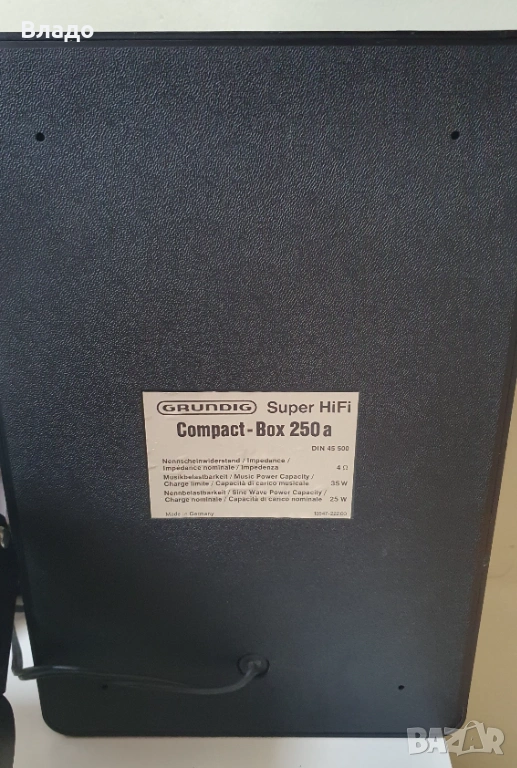 Владо
GRUNDIG Super HiFi
Compact-Box 250 a
DIN 45 500
Nennscheinwiderstand / Impedance /
Impedance nominale / Impedenza 4 Ω
Musikbelastbarkeit / Music Power Capacity /
Charge limite / Capacità di carico musicale 35 W
Nennbelastbarkeit / Sine Wave Power Capacity /
Charge nominale / Capacità di carico nominale 25 W
Made in Germany
BAZAR